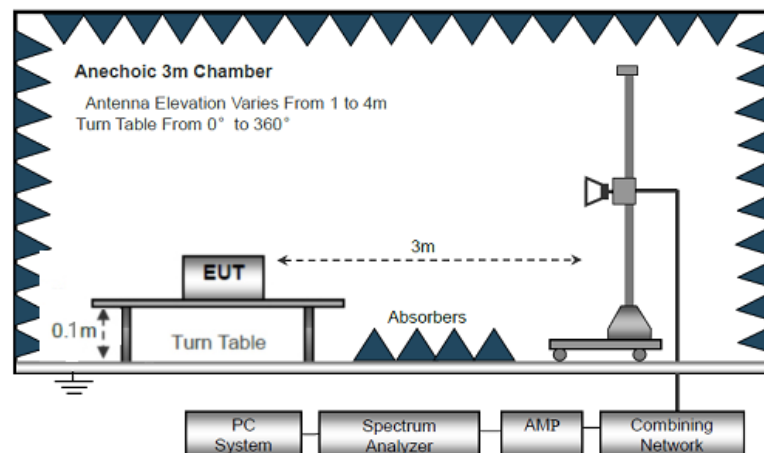 Anechoic 3m Chamber
Antenna Elevation Varies From 1 to 4m
Turn Table From 0° to 360°
3m
EUT
Absorbers
0.1m
Turn Table
PC
System
Spectrum
Analyzer
AMP
Combining
Network